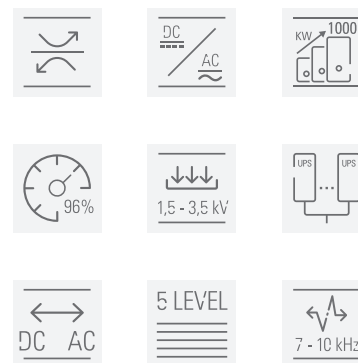 DC
AC
KW 1000
96%
1,5 - 3,5 kV
UPS UPS
DC AC
5 LEVEL
7 - 10 kHz